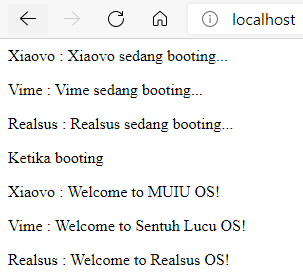 localhost
Xiaovo : Xiaovo sedang booting...
Vime : Vime sedang booting...
Realsus : Realsus sedang booting...
Ketika booting
Xiaovo : Welcome to MUIU OS!
Vime : Welcome to Sentuh Lucu OS!
Realsus : Welcome to Realsus OS!